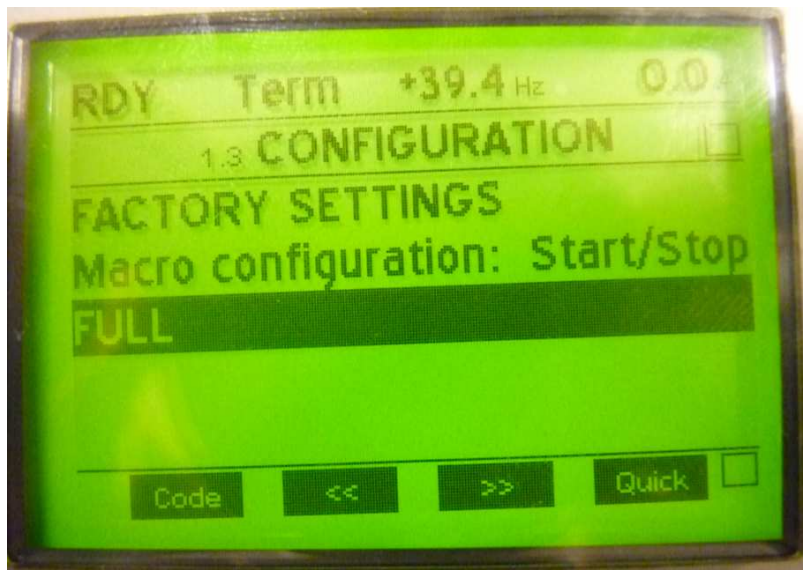 RDY Term +39.4 Hz 0.0
1.3 CONFIGURATION
FACTORY SETTINGS
Macro configuration: Start/Stop
FULL
Code << >> Quick